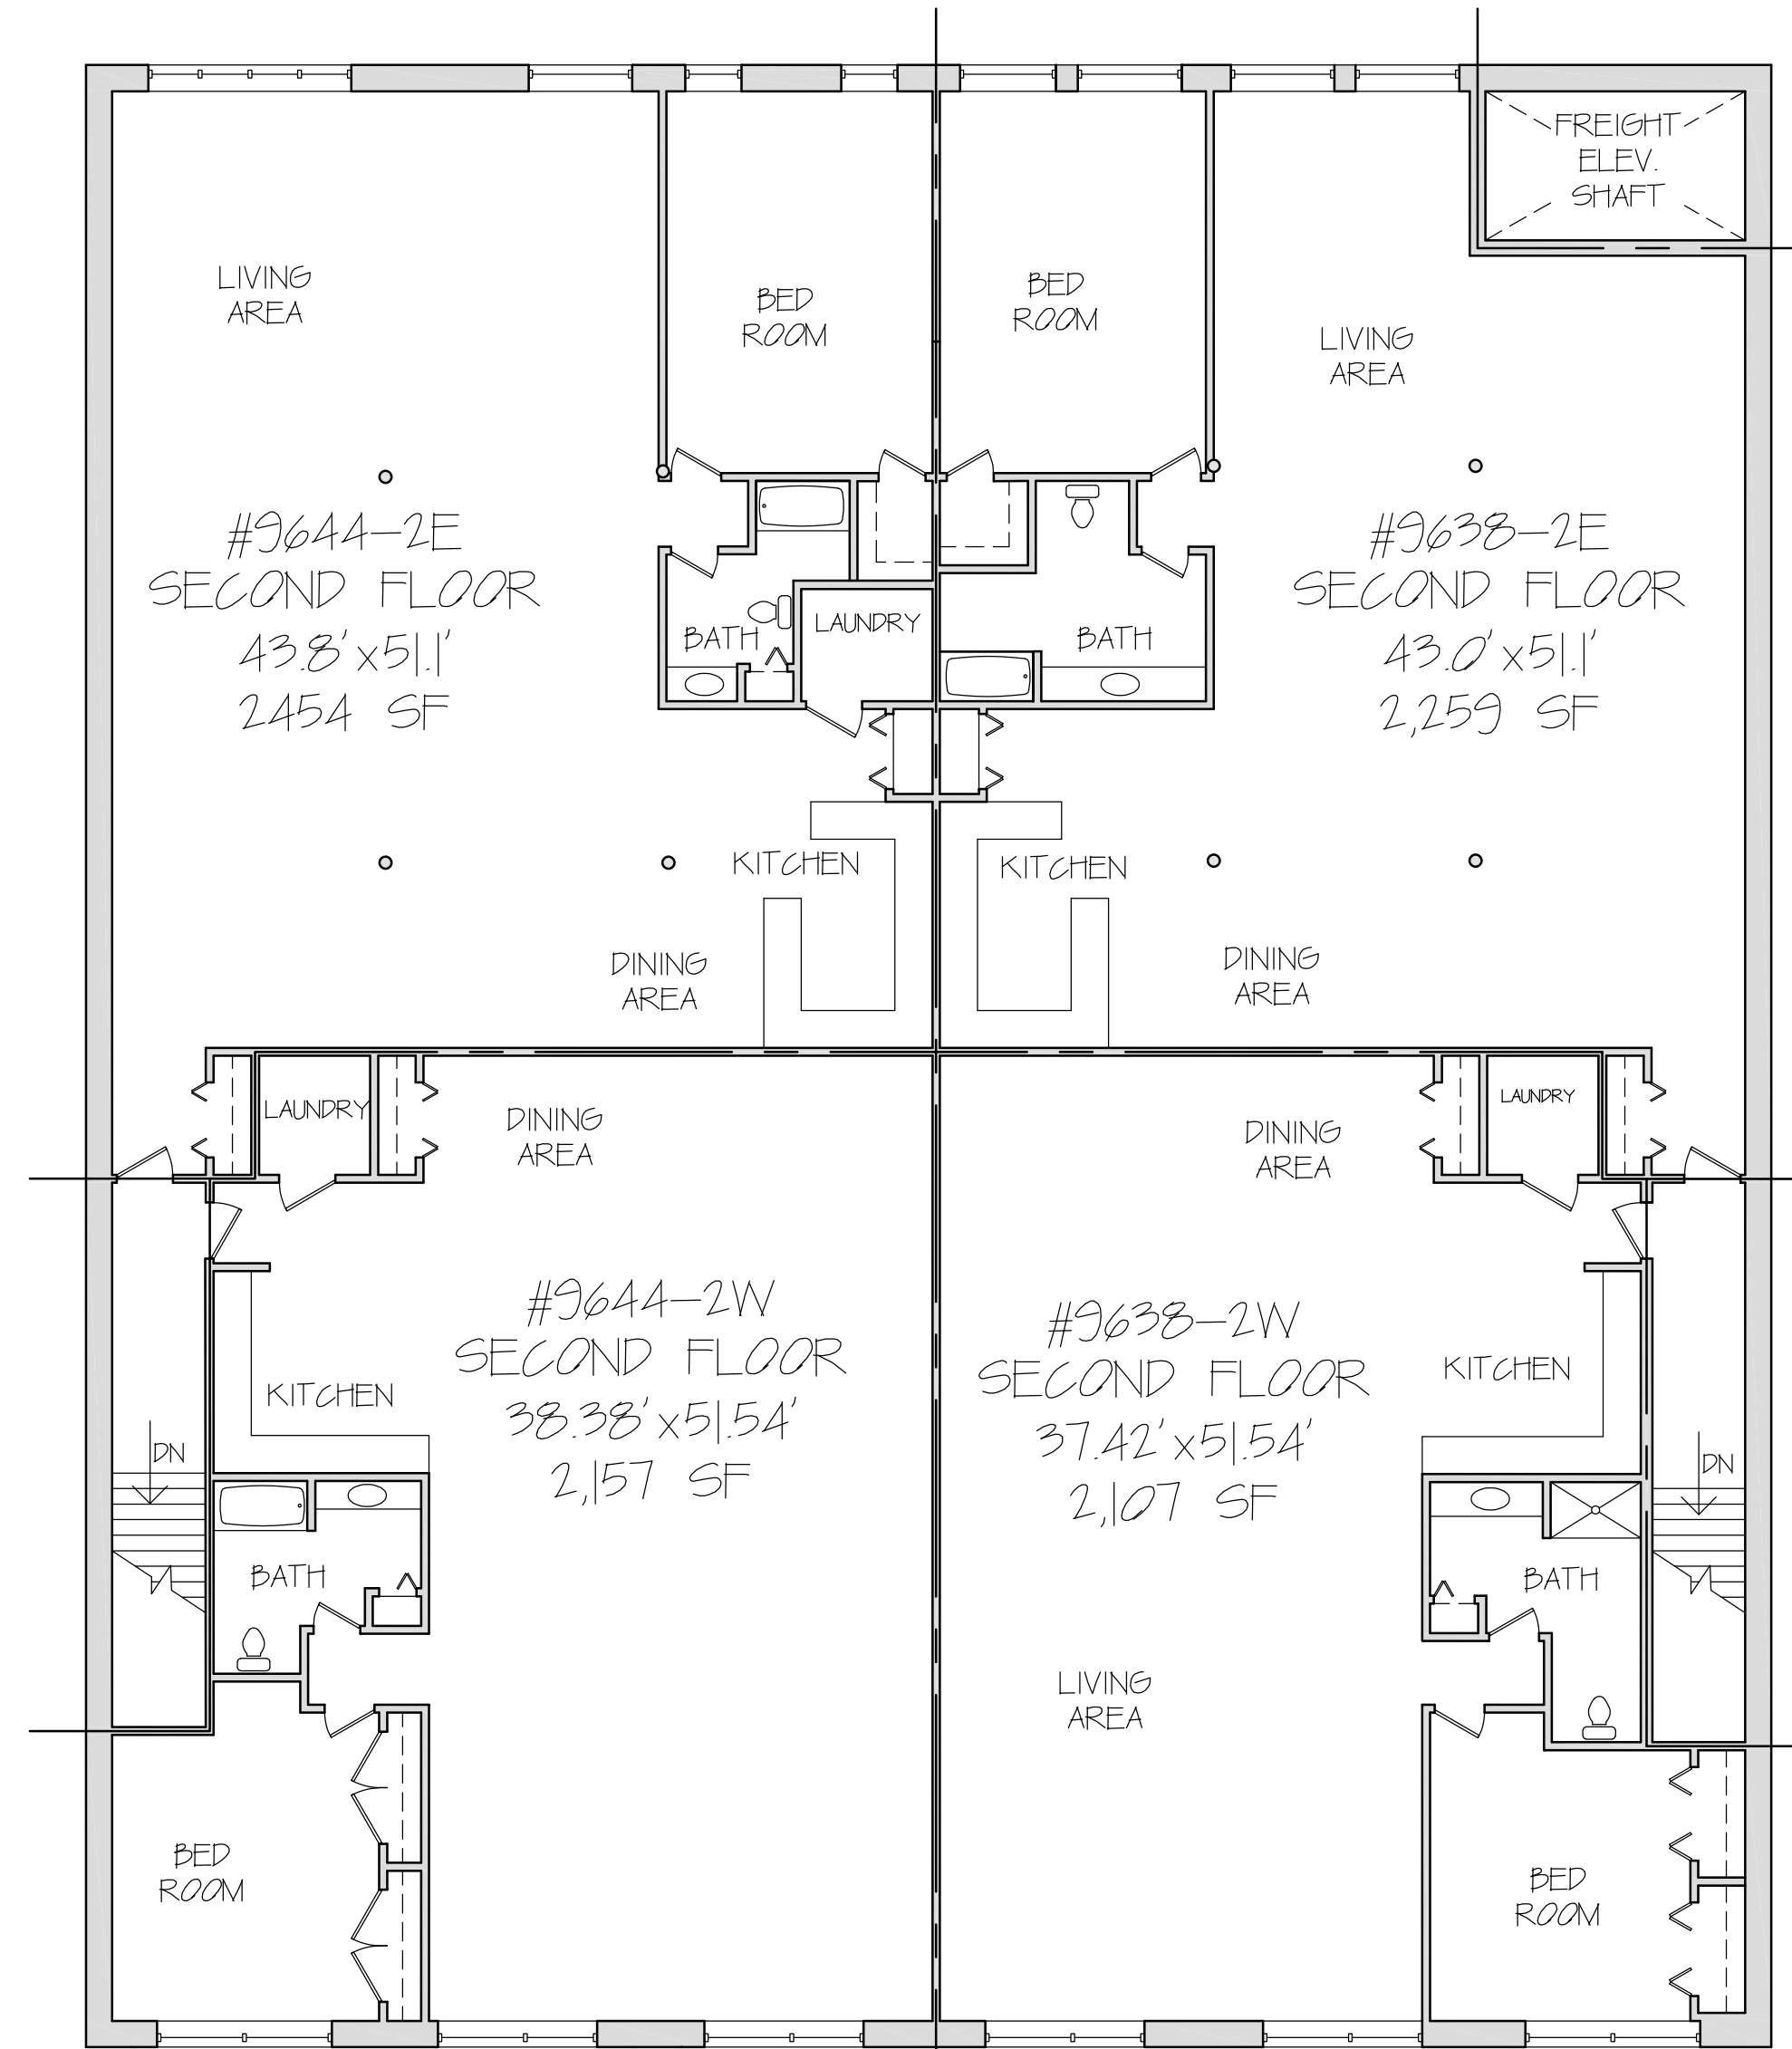 FREIGHT
ELEV.
SHAFT
LIVING
AREA
BED
ROOM
BED
ROOM
LIVING
AREA
#9644-2E
SECOND FLOOR
43.8'x51.1'
2454 SF
#9638-2E
SECOND FLOOR
43.0'x51.1'
2,259 SF
BATH
LAUNDRY
BATH
KITCHEN
KITCHEN
DINING
AREA
DINING
AREA
LAUNDRY
DINING
AREA
DINING
AREA
LAUNDRY
#9644-2W
SECOND FLOOR
38.38'x51.54'
2,157 SF
#9638-2W
SECOND FLOOR
37.42'x51.54'
2,107 SF
KITCHEN
KITCHEN
DN
DN
BATH
BATH
LIVING
AREA
BED
ROOM
BED
ROOM